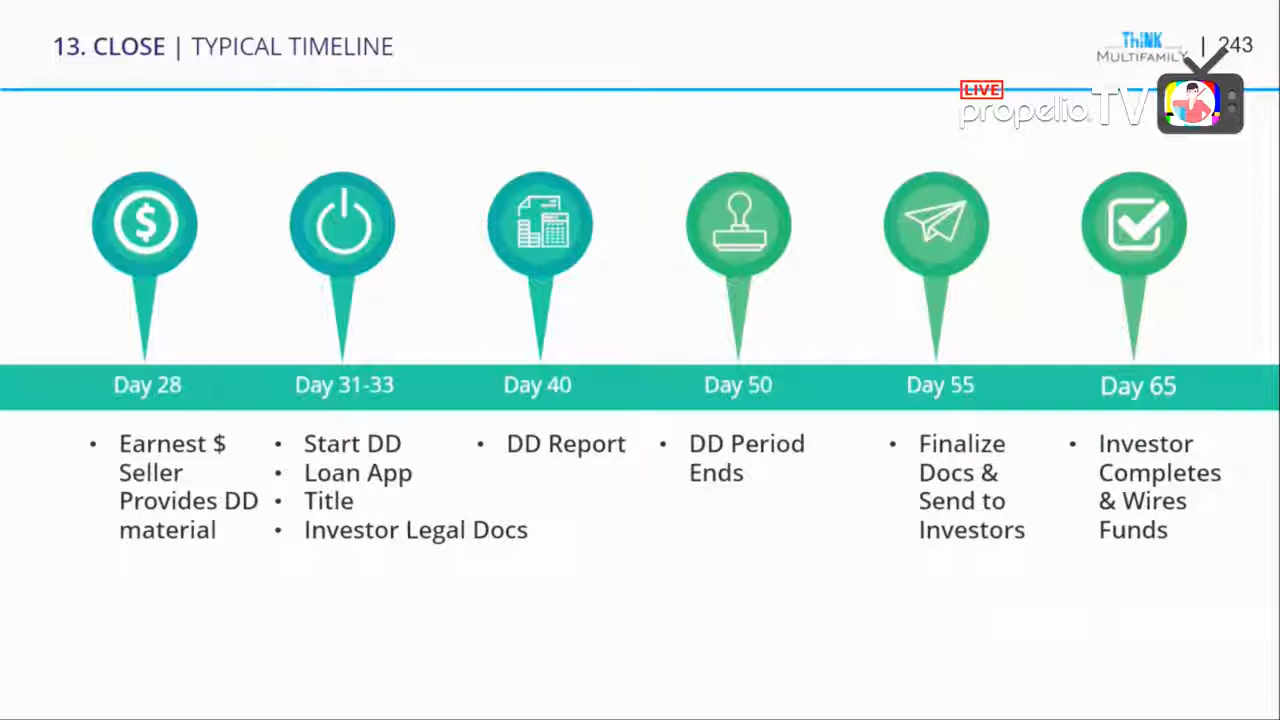 13. CLOSE | TYPICAL TIMELINE
ThiNK
MULTIFAMILY | 243
LIVE
propelio.TV
$
Day 28
Day 31-33
Day 40
Day 50
Day 55
Day 65
• Earnest $
Seller
Provides DD
material
• Start DD
• Loan App
• Title
• Investor Legal Docs
• DD Report
• DD Period
Ends
• Finalize
Docs &
Send to
Investors
• Investor
Completes
& Wires
Funds